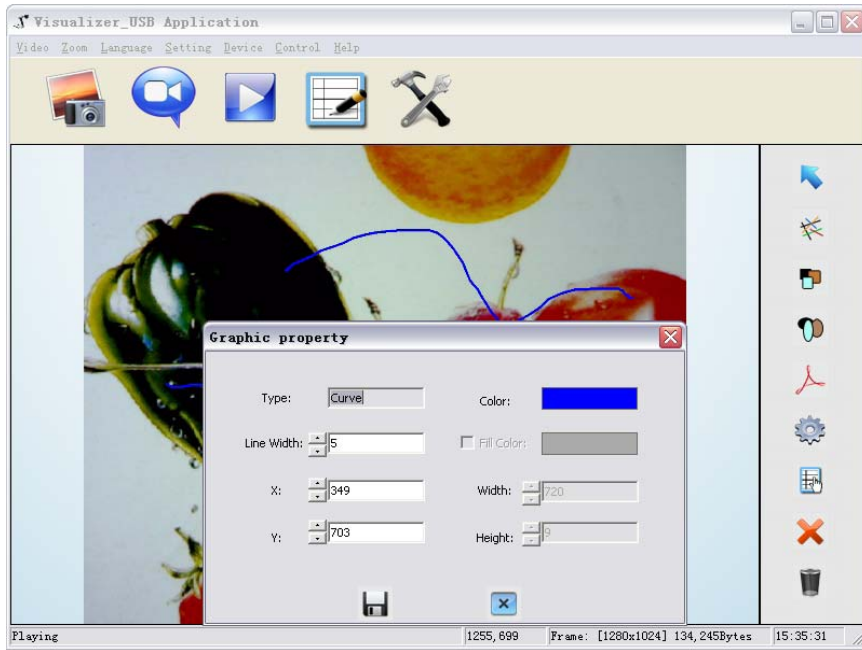 Visualizer_USB Application
Video Zoom Language Setting Device Control Help
Graphic property
Type: Curve Color:
Line Width: 5 Fill Color:
X: 349 Width: 720
Y: 703 Height: 9
Playing 1255,699 Frame: [1280x1024] 134,245Bytes 15:35:31